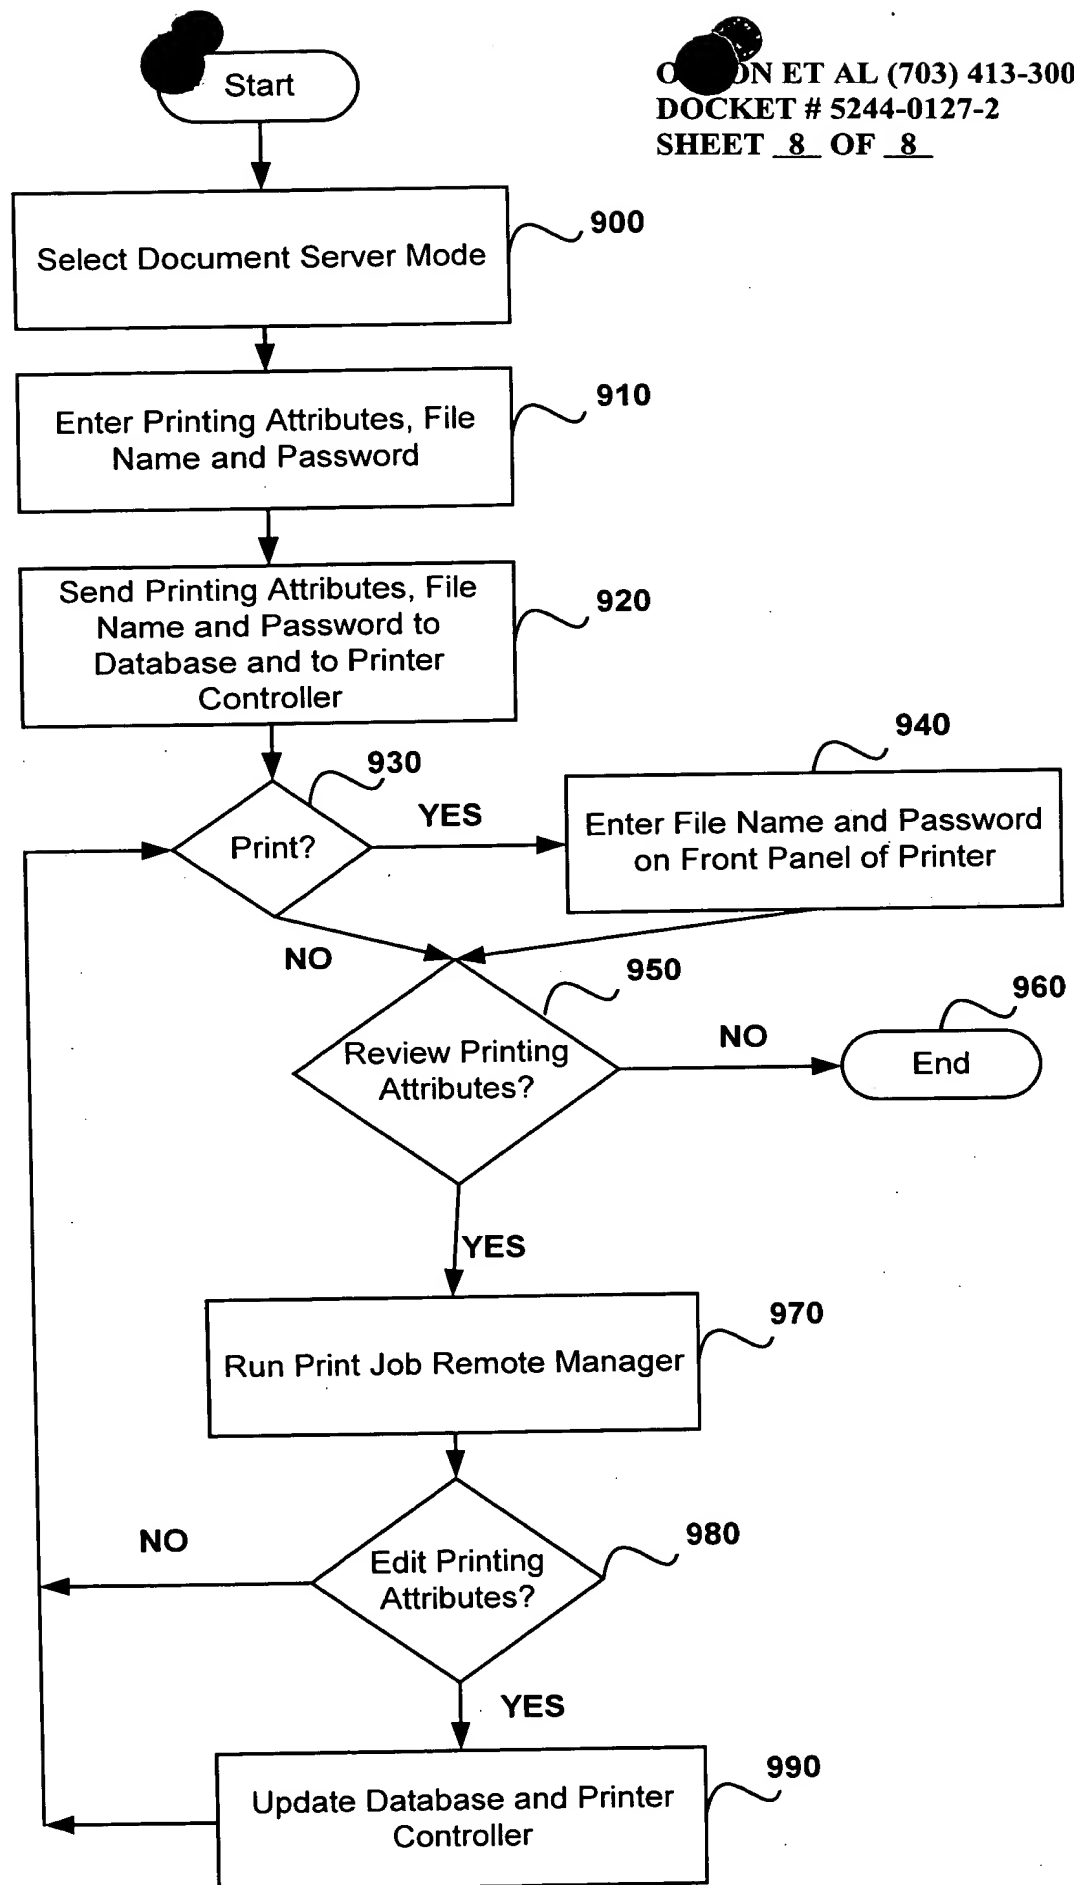 Start
ON ET AL (703) 413-300
DOCKET # 5244-0127-2
SHEET 8 OF 8
900
Select Document Server Mode
910
Enter Printing Attributes, File
Name and Password
920
Send Printing Attributes, File
Name and Password to
Database and to Printer
Controller
930
Print?
YES
940
Enter File Name and Password
on Front Panel of Printer
NO
950
Review Printing
Attributes?
NO
960
End
YES
970
Run Print Job Remote Manager
980
Edit Printing
Attributes?
NO
YES
990
Update Database and Printer
Controller